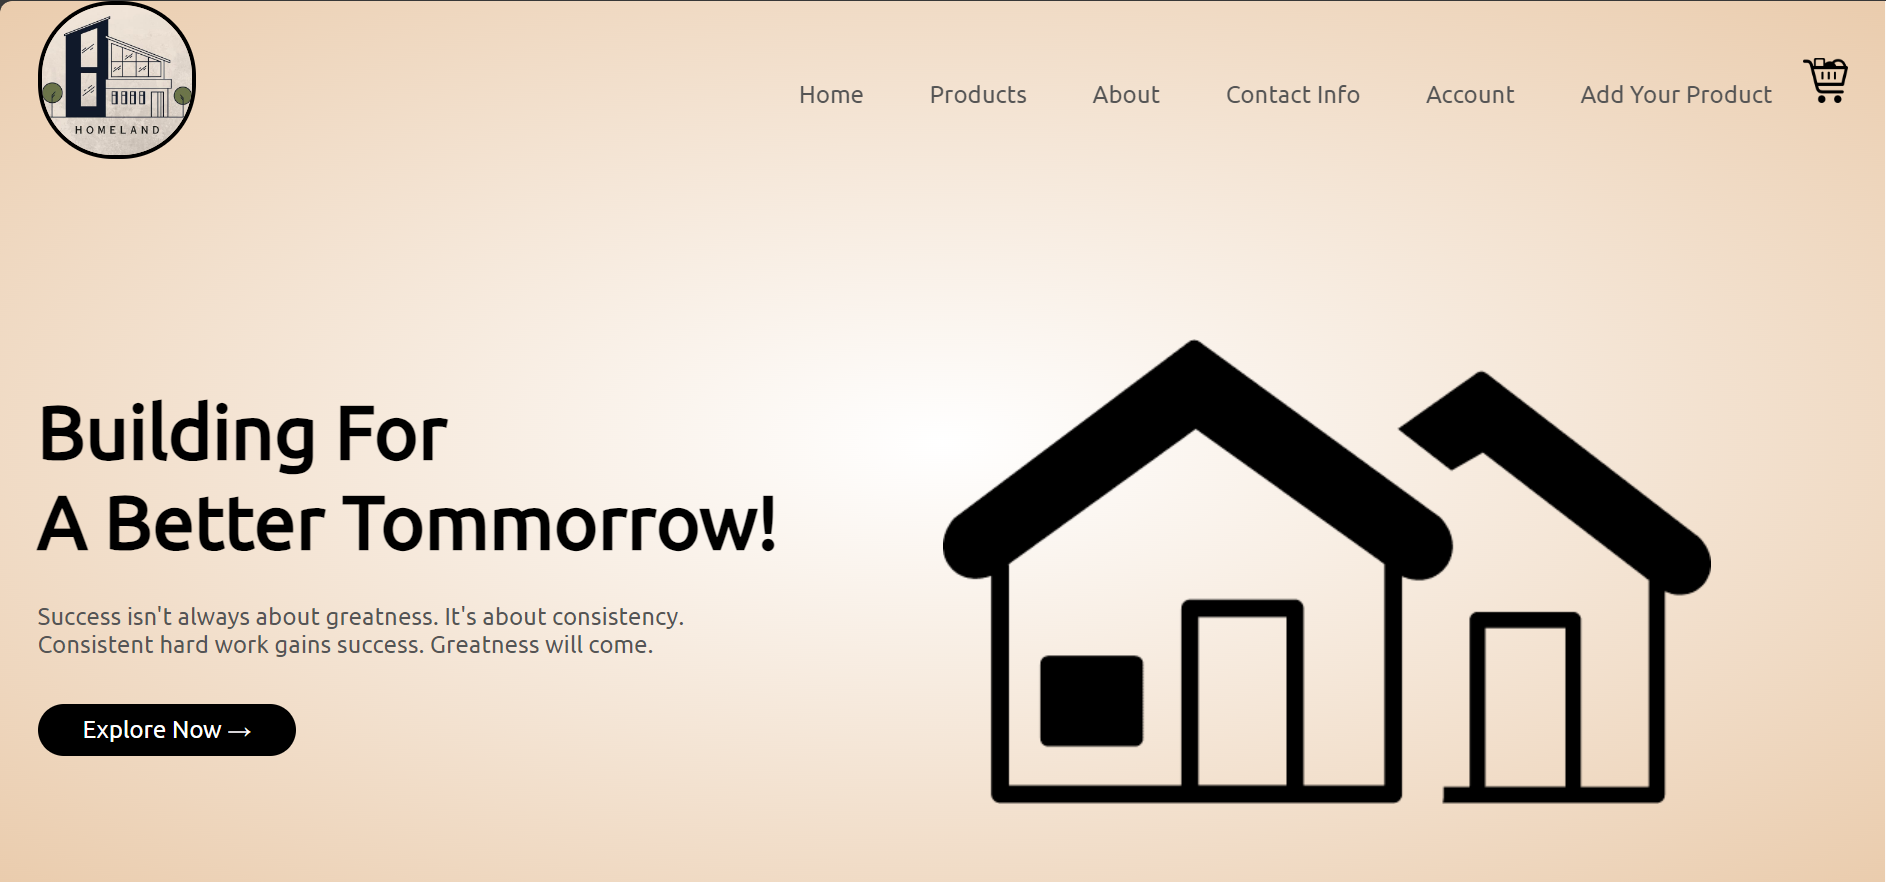 HOMELAND
Home
Products
About
Contact Info
Account
Add Your Product
Building For
A Better Tommorrow!
Success isn't always about greatness. It's about consistency.
Consistent hard work gains success. Greatness will come.
Explore Now →